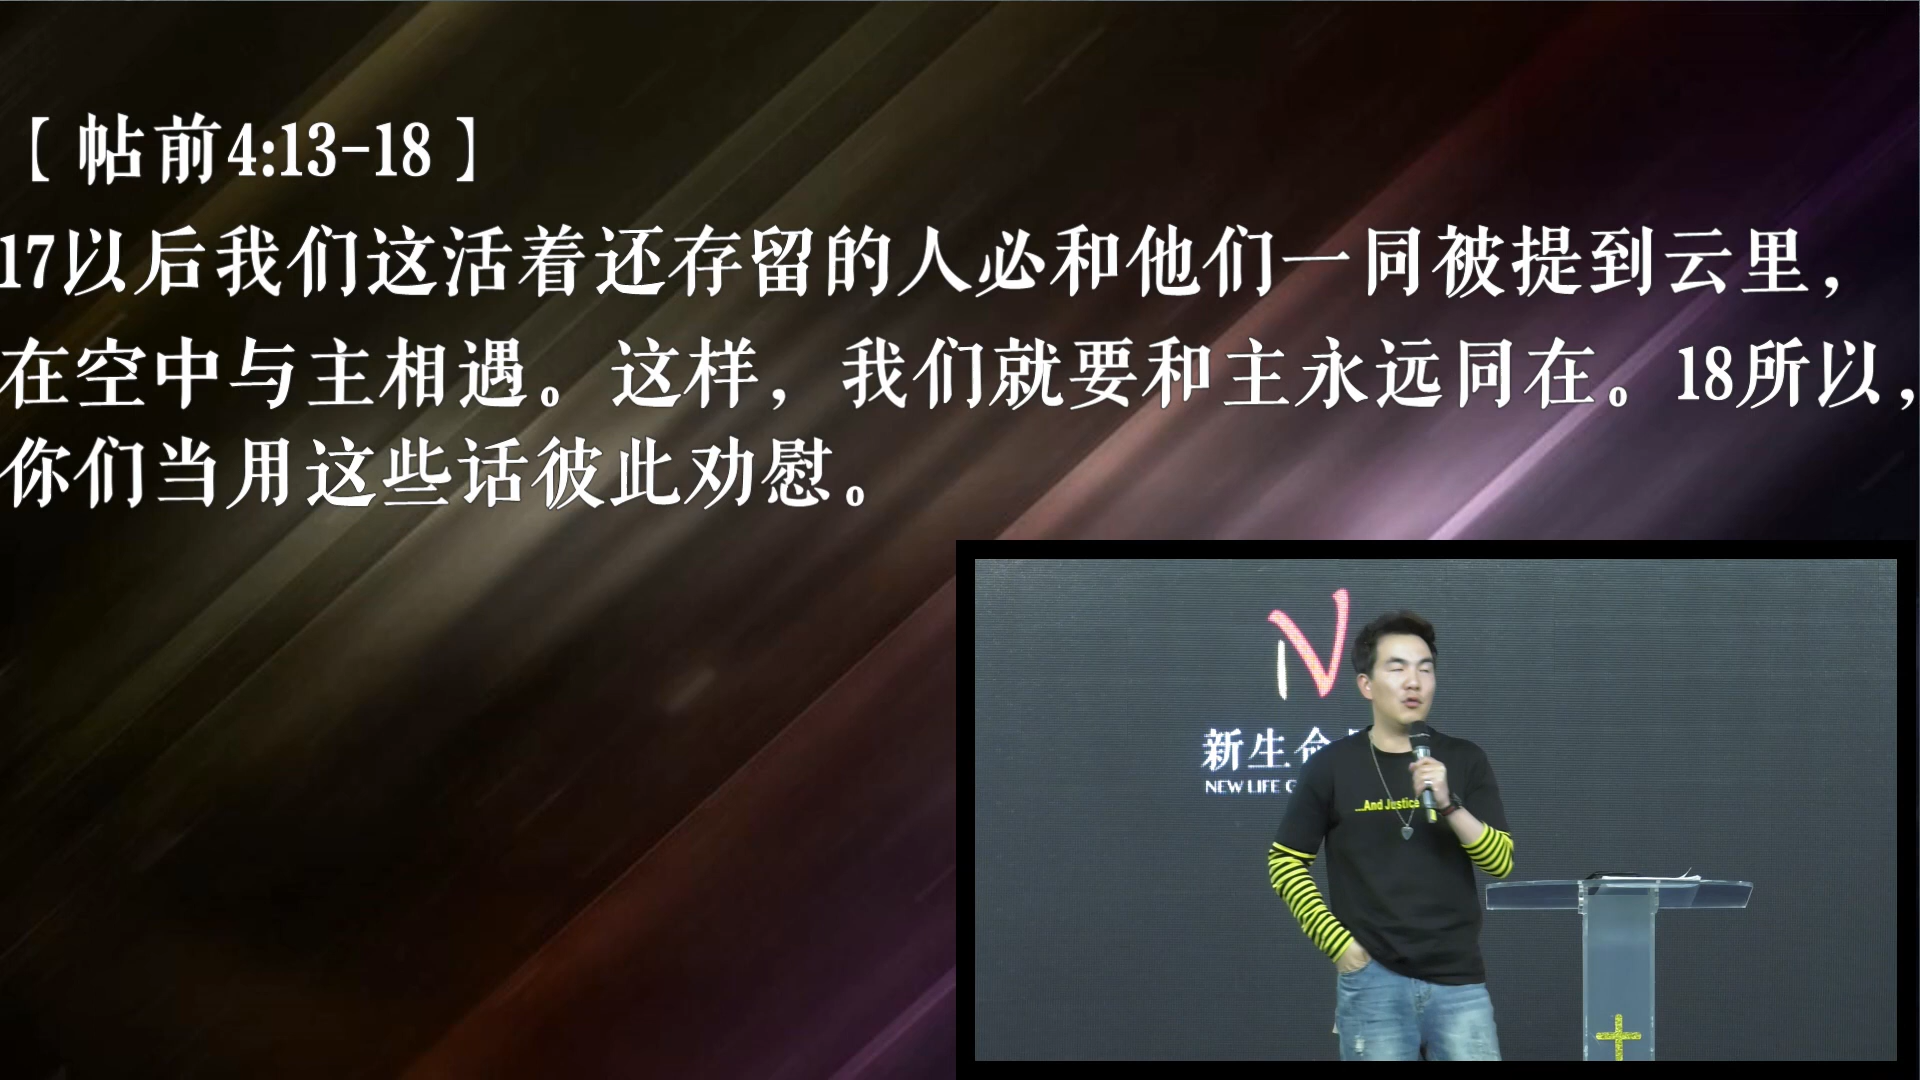 【帖前4:13-18】
17以后我们这活着还存留的人必和他们一同被提到云里，
在空中与主相遇。这样，我们就要和主永远同在。18所以，
你们当用这些话彼此劝慰。
新生命
NEW LIFE
...And Justice